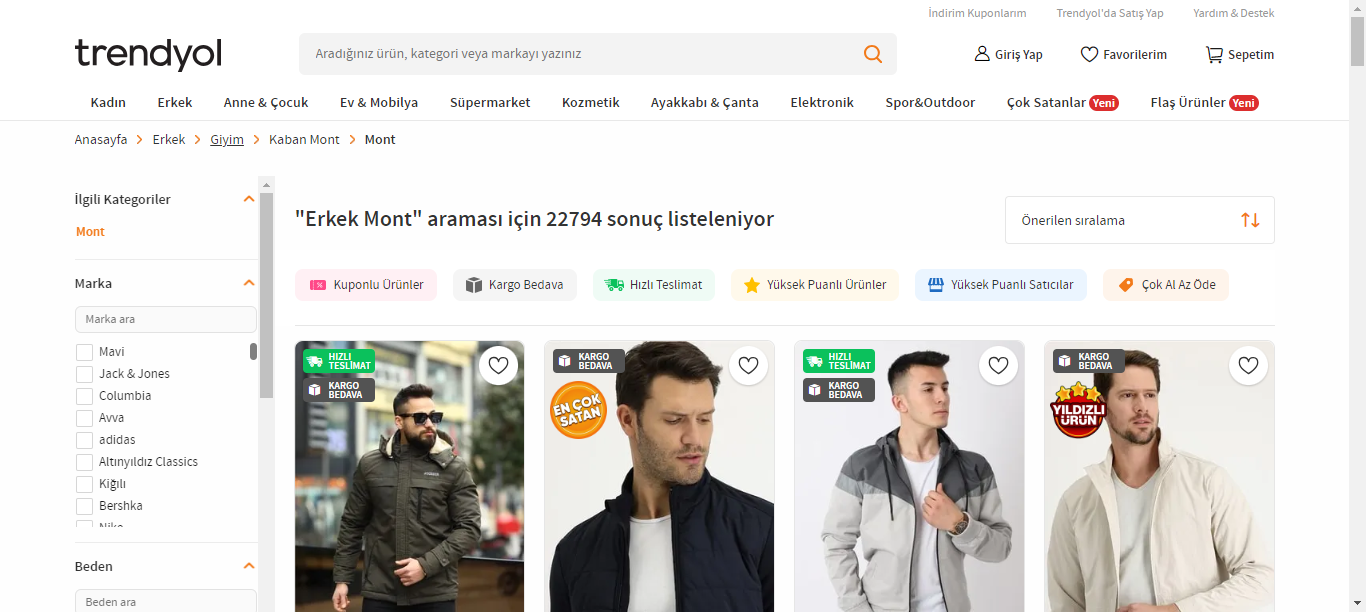 İndirim Kuponlarım Trendyol'da Satış Yap Yardım & Destek
trendyol
Aradığınız ürün, kategori veya markayı yazınız
Giriş Yap Favorilerim Sepetim
Kadın Erkek Anne & Çocuk Ev & Mobilya Süpermarket Kozmetik Ayakkabı & Çanta Elektronik Spor&Outdoor Çok Satanlar Yeni Flaş Ürünler Yeni
Anasayfa > Erkek > Giyim > Kaban Mont > Mont
İlgili Kategoriler
Mont
Marka
Marka ara
Mavi
Jack & Jones
Columbia
Avva
adidas
Altınyıldız Classics
Kiğılı
Bershka
Nike
Beden
Beden ara
"Erkek Mont" araması için 22794 sonuç listeleniyor
Önerilen sıralama
Kuponlu Ürünler Kargo Bedava Hızlı Teslimat Yüksek Puanlı Ürünler Yüksek Puanlı Satıcılar Çok Al Az Öde
HIZLI
TESLİMAT
KARGO
BEDAVA
KARGO
BEDAVA
EN ÇOK
SATAN
HIZLI
TESLİMAT
KARGO
BEDAVA
KARGO
BEDAVA
YILDIZLI
ÜRÜN